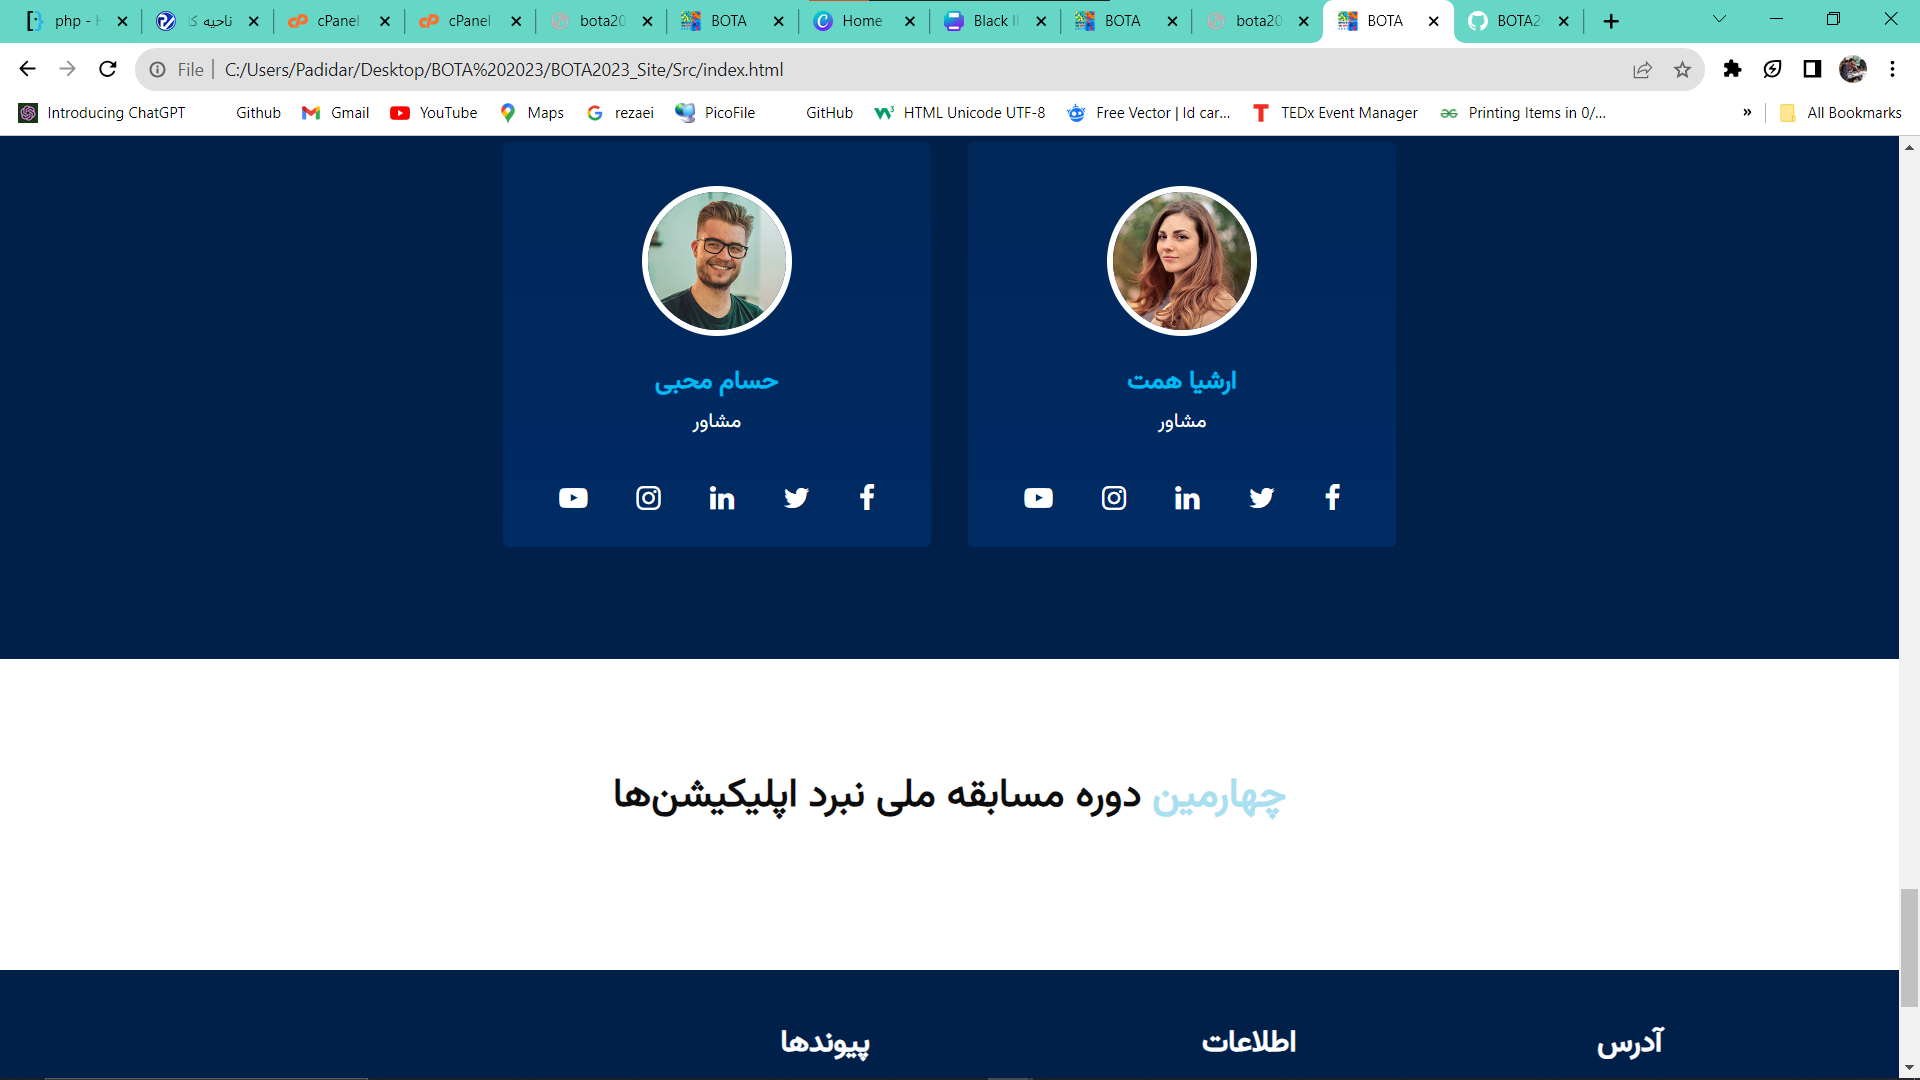 php - H
ناحیه کا
cPanel
cPanel
bota20
BOTA
Home
Black Il
BOTA
bota20
BOTA
BOTA2
File | C:/Users/Padidar/Desktop/BOTA%202023/BOTA2023_Site/Src/index.html
Introducing ChatGPT
Github
Gmail
YouTube
Maps
rezaei
PicoFile
GitHub
HTML Unicode UTF-8
Free Vector | Id car...
TEDx Event Manager
Printing Items in 0/...
»
All Bookmarks
ارشیا همت
مشاور
حسام محبی
مشاور
چهارمین دوره مسابقه ملی نبرد اپلیکیشن‌ها
آدرس
اطلاعات
پیوندها